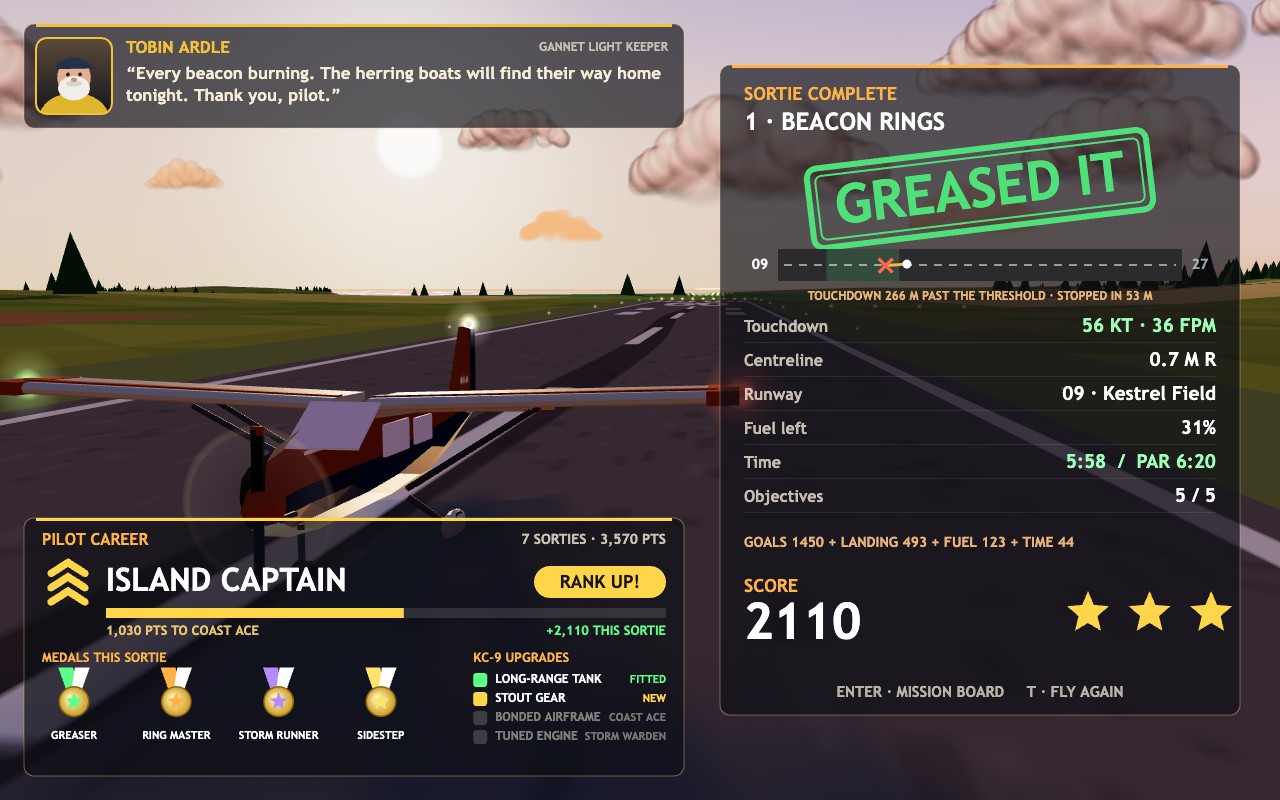 TOBIN ARDLE
GANNET LIGHT KEEPER
“Every beacon burning. The herring boats will find their way home
tonight. Thank you, pilot.”
SORTIE COMPLETE
1 · BEACON RINGS
GREASED IT
09
27
TOUCHDOWN 266 M PAST THE THRESHOLD · STOPPED IN 53 M
Touchdown 56 KT · 36 FPM
Centreline 0.7 M R
Runway 09 · Kestrel Field
Fuel left 31%
Time 5:58 / PAR 6:20
Objectives 5 / 5
GOALS 1450 + LANDING 493 + FUEL 123 + TIME 44
SCORE
2110
ENTER · MISSION BOARD T · FLY AGAIN
PILOT CAREER
7 SORTIES · 3,570 PTS
ISLAND CAPTAIN
RANK UP!
1,030 PTS TO COAST ACE
+2,110 THIS SORTIE
MEDALS THIS SORTIE
GREASER
RING MASTER
STORM RUNNER
SIDESTEP
KC-9 UPGRADES
LONG-RANGE TANK FITTED
STOUT GEAR NEW
BONDED AIRFRAME COAST ACE
TUNED ENGINE STORM WARDEN